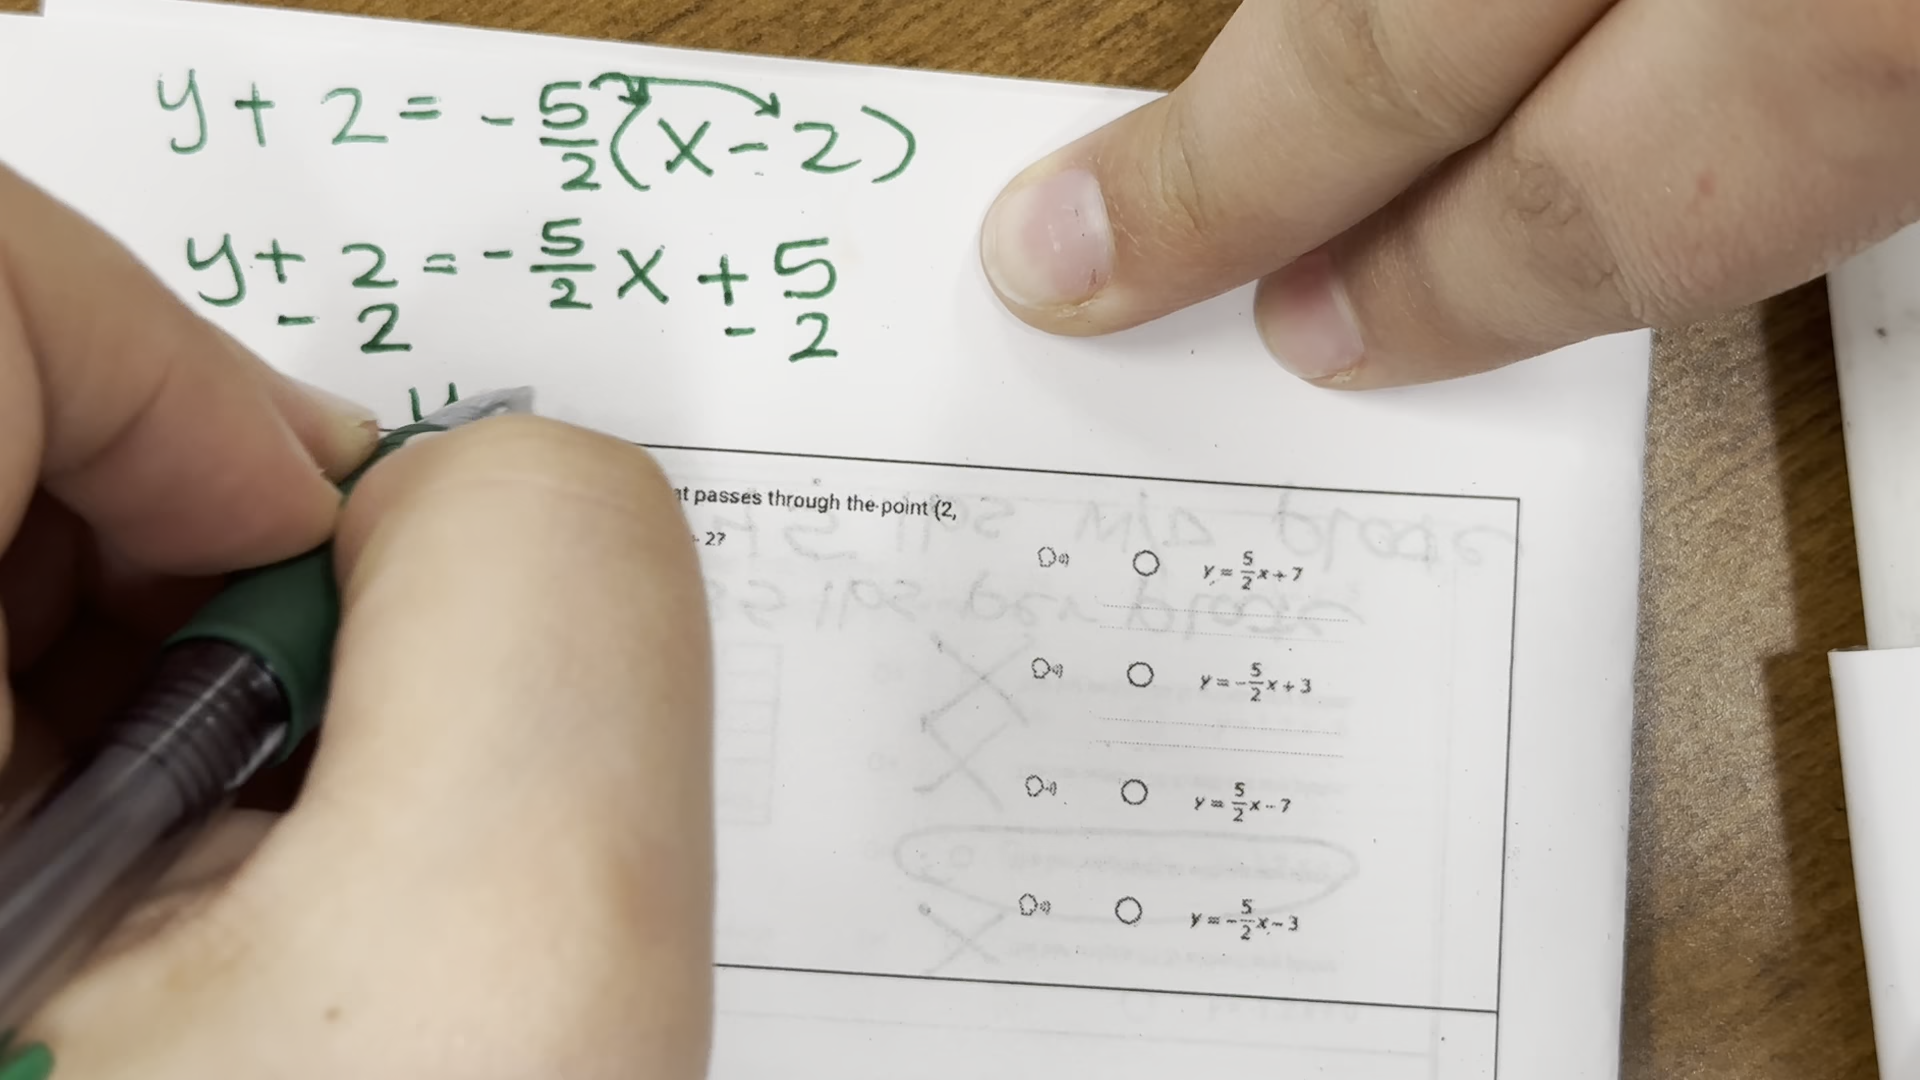 y + 2 = - 5/2 (x - 2)
y + 2 = - 5/2 x + 5
- 2 - 2
y
at passes through the point (2,
- 2?
y = 5/2 x + 7
y = - 5/2 x + 3
y = 5/2 x - 7
y = - 5/2 x - 3